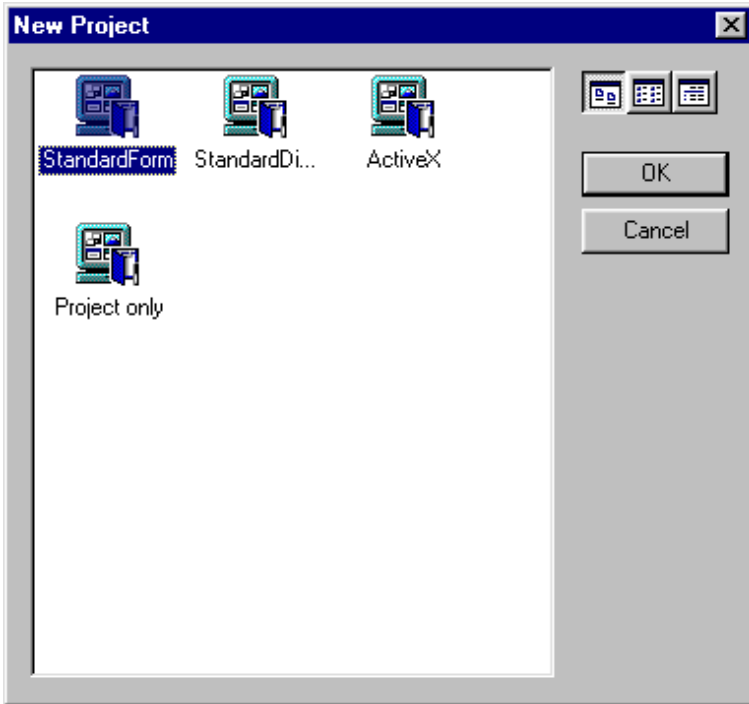 New Project
StandardForm StandardDi... ActiveX
OK
Cancel
Project only